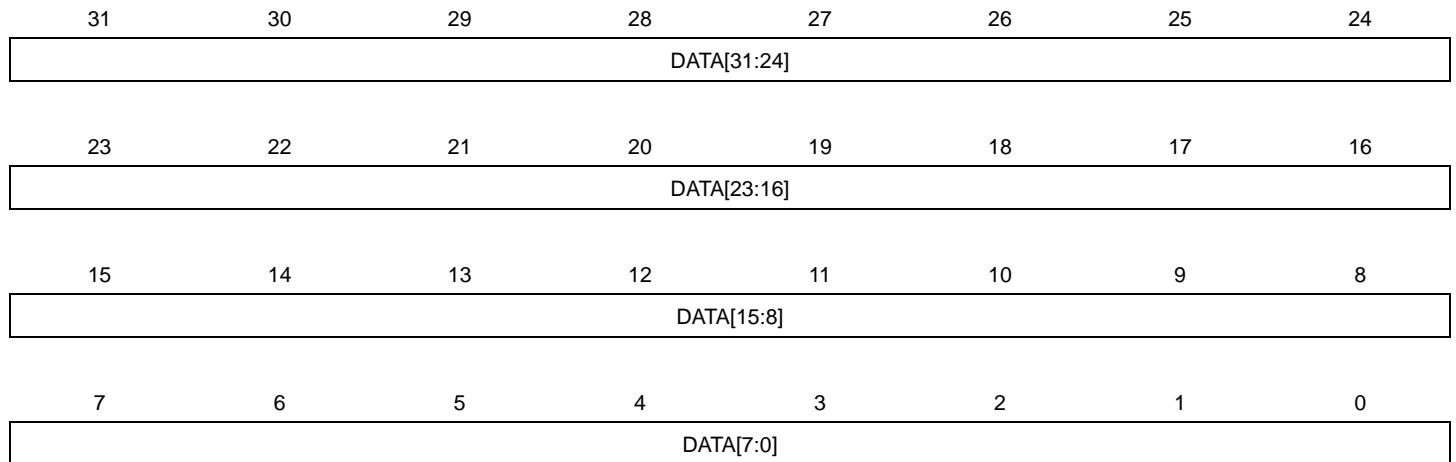 31 30 29 28 27 26 25 24
DATA[31:24]
23 22 21 20 19 18 17 16
DATA[23:16]
15 14 13 12 11 10 9 8
DATA[15:8]
7 6 5 4 3 2 1 0
DATA[7:0]